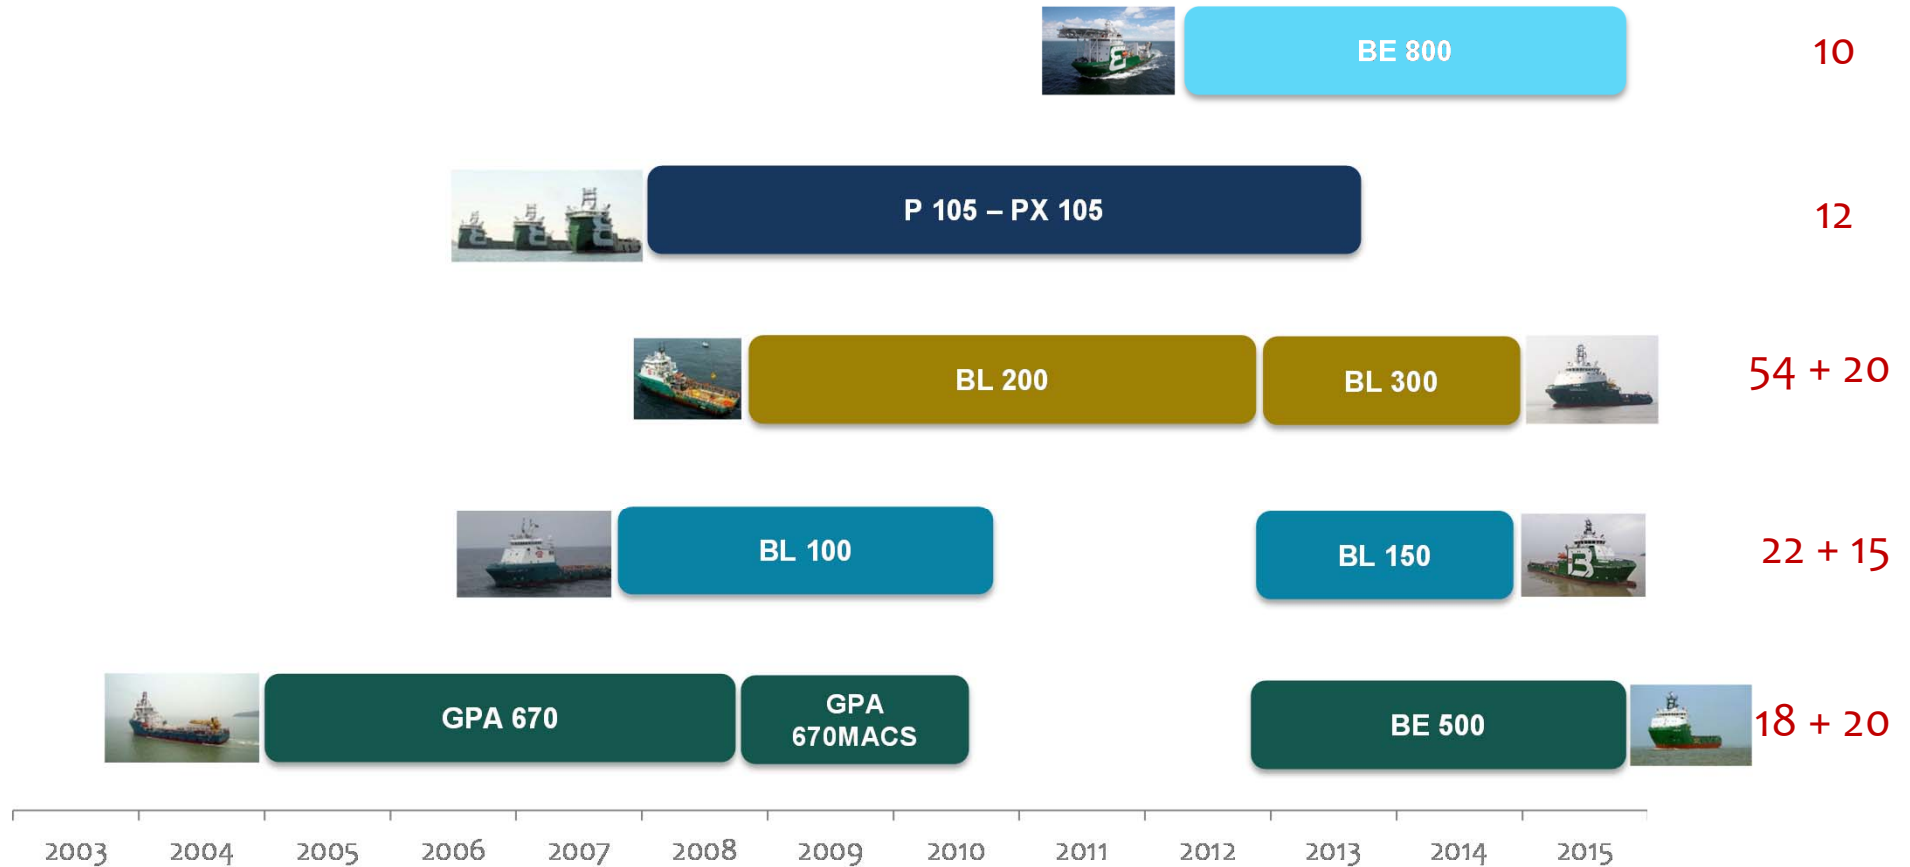 BE 800
10
P 105 – PX 105
12
BL 200
BL 300
54 + 20
BL 100
BL 150
22 + 15
GPA 670
GPA
670MACS
BE 500
18 + 20
2003 2004 2005 2006 2007 2008 2009 2010 2011 2012 2013 2014 2015